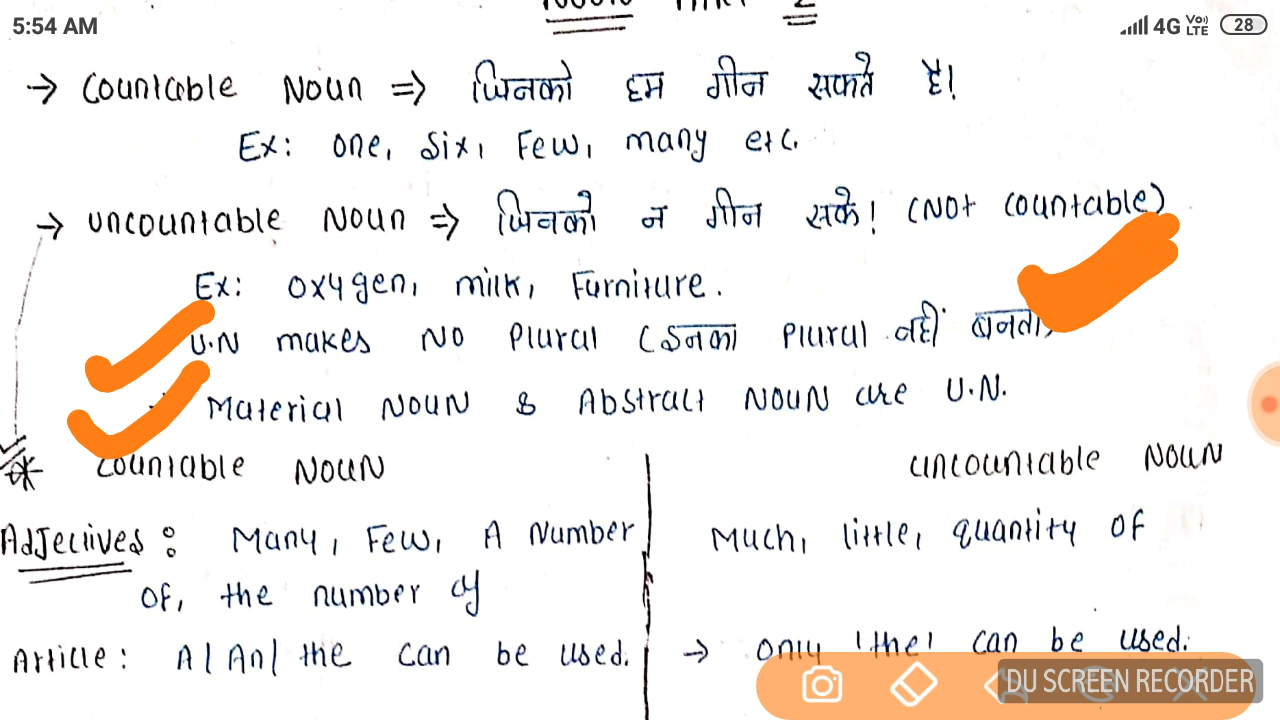 5:54 AM
4G VoLTE 28
→ Countable Noun ⇒ जिनको हम गीन सकते है!
Ex: One, Six, Few, many etc.
→ Uncountable Noun ⇒ जिनको न गीन सके! (Not Countable)
Ex: Oxygen, milk, Furniture.
U.N makes No Plural (इनका Plural नहीं बनता)
Material Noun & Abstract Noun are U.N.
* Countable Noun
Uncountable Noun
Adjectives: Many, Few, A Number
Of, the number of
Much, little, quantity Of
Article: A/An/the can be used.
→ Only 'the' can be used.
DU SCREEN RECORDER